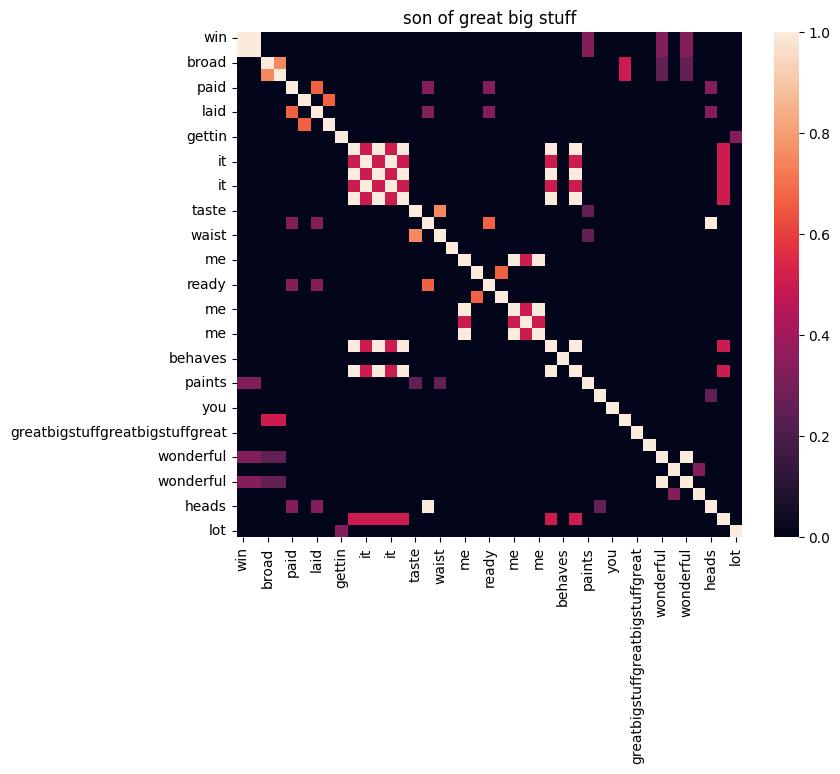 son of great big stuff
win
broad
paid
laid
gettin
it
it
taste
waist
me
ready
me
me
behaves
paints
you
greatbigstuffgreatbigstuffgreat
wonderful
wonderful
heads
lot
1.0
0.8
0.6
0.4
0.2
0.0
win
broad
paid
laid
gettin
it
it
taste
waist
me
ready
me
me
behaves
paints
you
greatbigstuffgreatbigstuffgreat
wonderful
wonderful
heads
lot